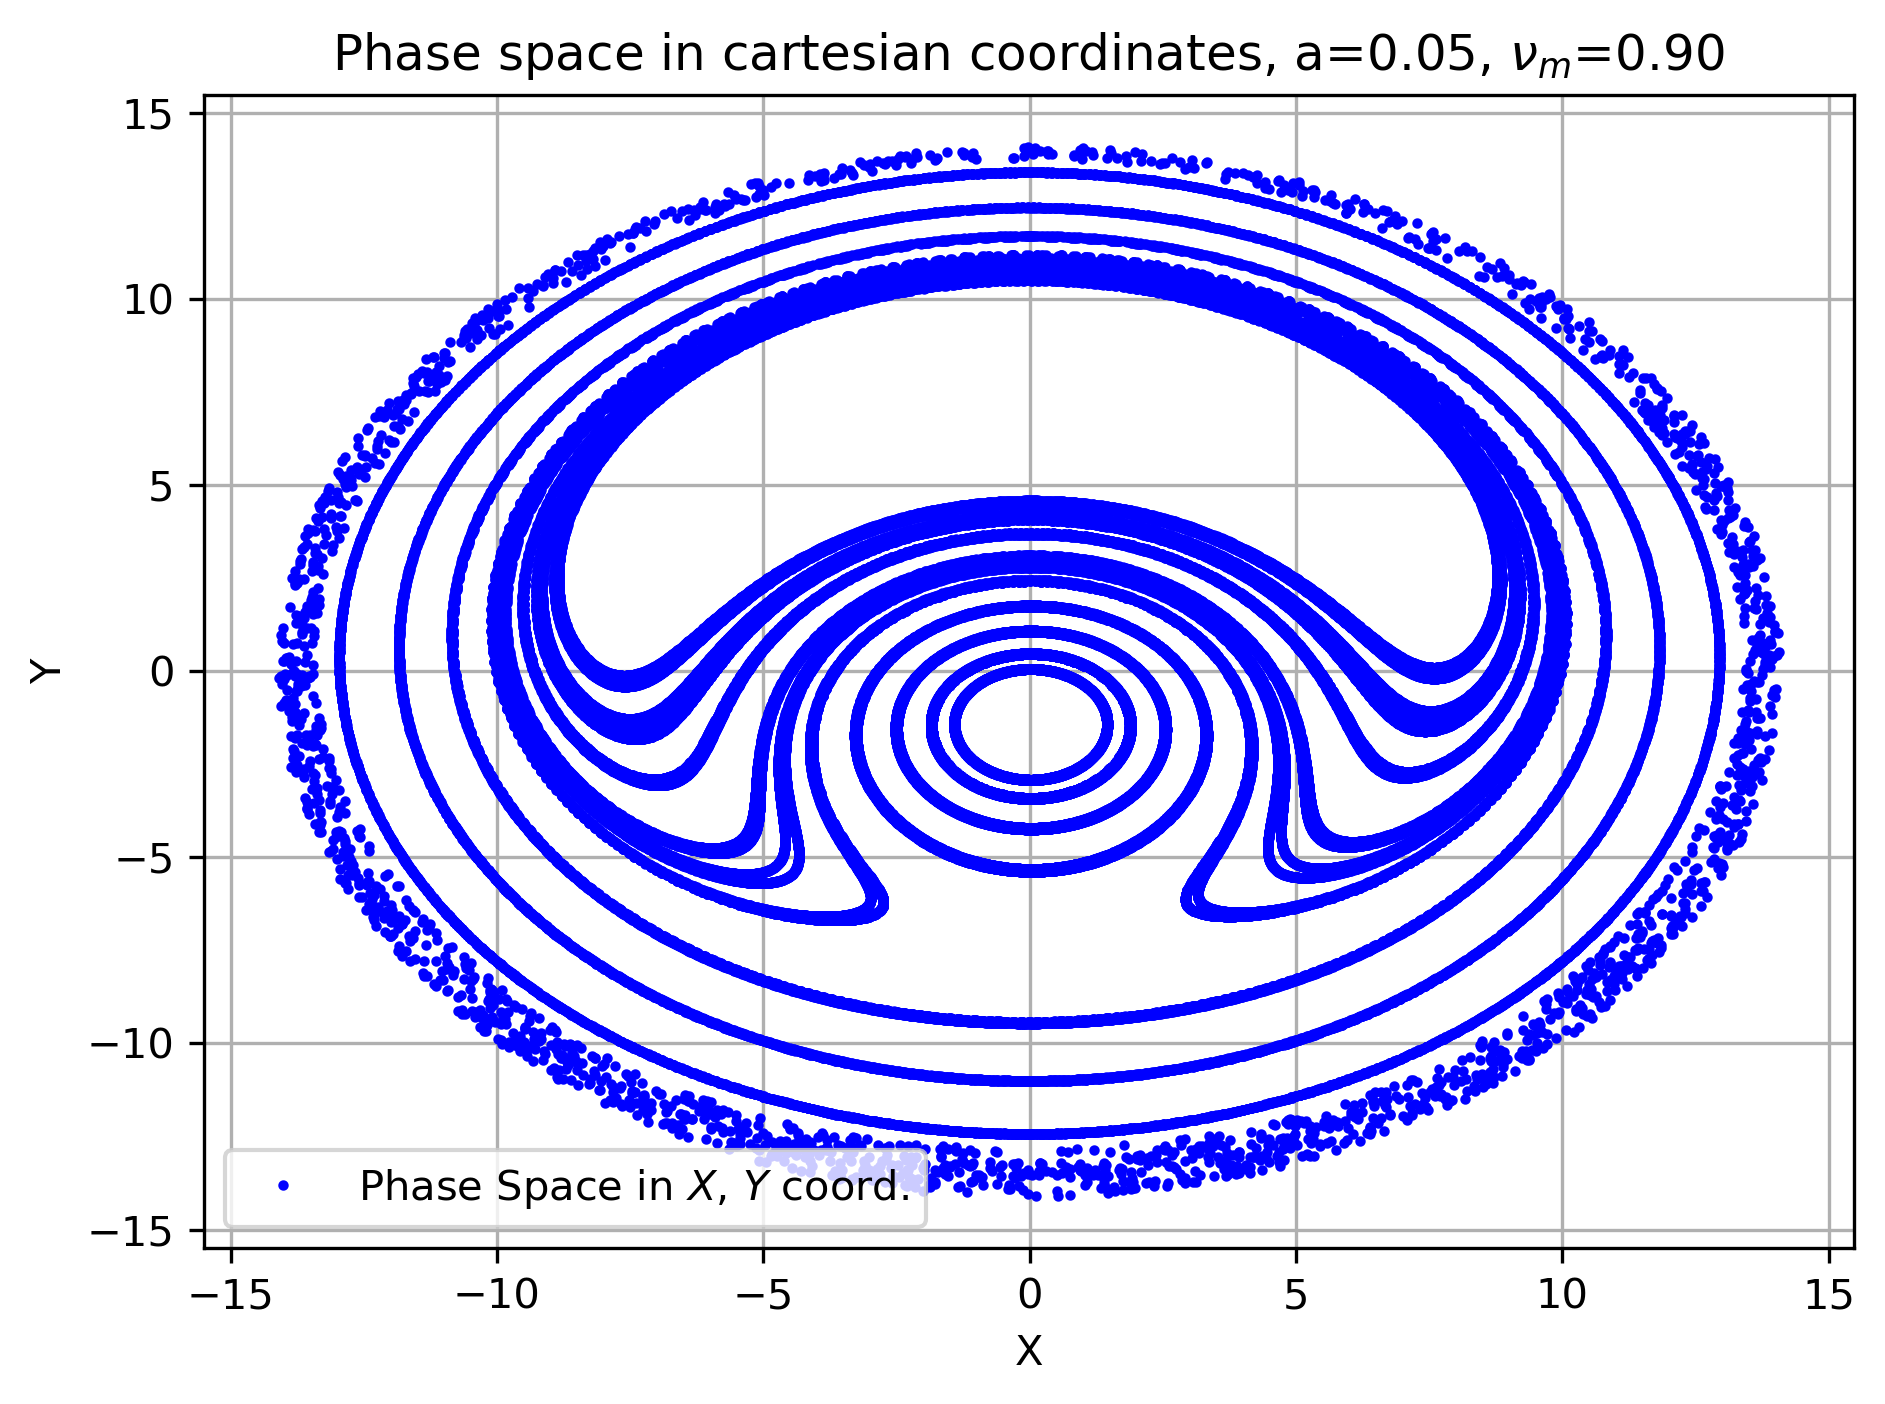 Phase space in cartesian coordinates, a=0.05, νₘ=0.90
15
10
5
0
−5
−10
−15
Y
Phase Space in X, Y coord.
−15 −10 −5 0 5 10 15
X